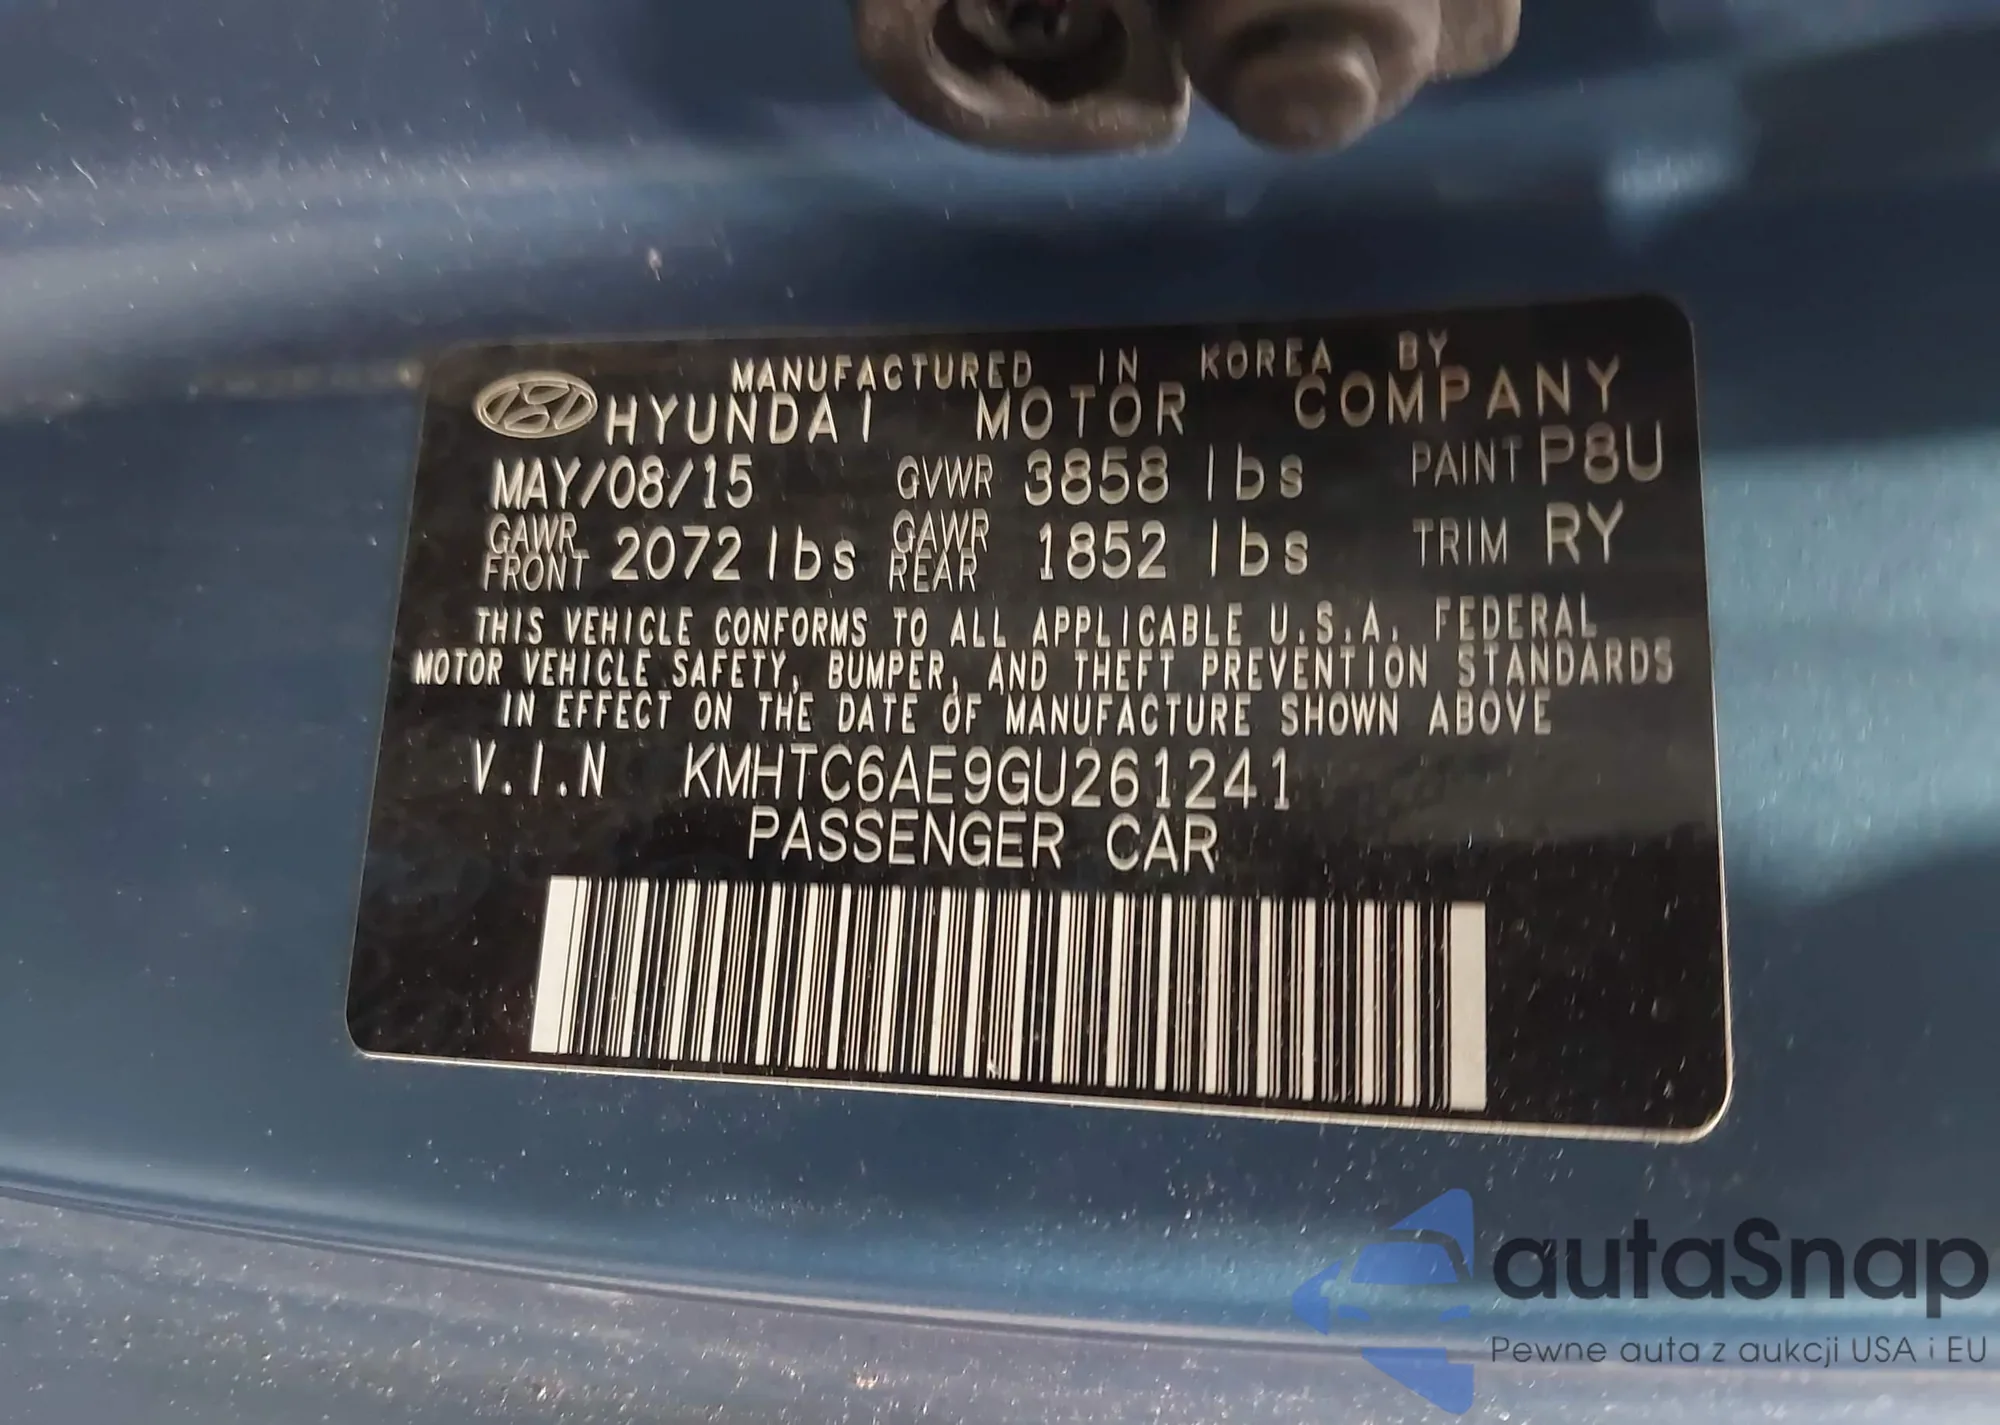 MANUFACTURED IN KOREA BY
HYUNDAI MOTOR COMPANY
MAY/08/15 GVWR 3858 lbs PAINT P8U
GAWR FRONT 2072 lbs GAWR REAR 1852 lbs TRIM RY
THIS VEHICLE CONFORMS TO ALL APPLICABLE U.S.A. FEDERAL
MOTOR VEHICLE SAFETY, BUMPER, AND THEFT PREVENTION STANDARDS
IN EFFECT ON THE DATE OF MANUFACTURE SHOWN ABOVE
V.I.N KMHTC6AE9GU261241
PASSENGER CAR
autaSnap
Pewne auta z aukcji USA i EU